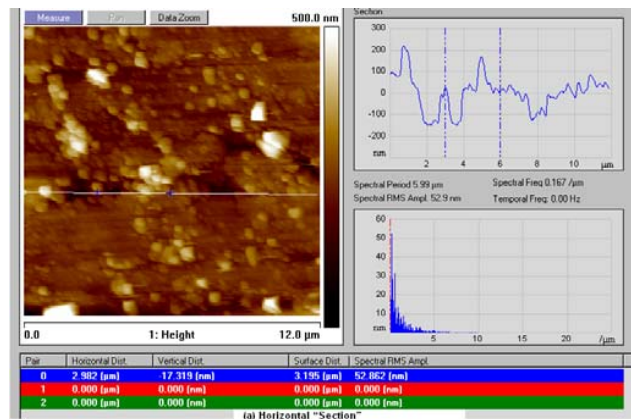 Measure Pan Data Zoom 500.0 nm
0.0 1: Height 12.0 µm
Section
300
200
100
0
-100
-200
nm
2 4 6 8 10 µm
Spectral Period 5.99 µm Spectral Freq 0.167 /µm
Spectral RMS Ampl. 52.9 nm Temporal Freq: 0.00 Hz
60
50
40
30
20
10
nm
5 10 20 /µm
Pair Horizontal Dist. Vertical Dist. Surface Dist. Spectral RMS Ampl.
0 2.982 (µm) -17.319 (nm) 3.195 (µm) 52.862 (nm)
1 0.000 (µm) 0.000 (nm) 0.000 (µm) 0.000 (nm)
2 0.000 (µm) 0.000 (nm) 0.000 (µm) 0.000 (nm)
(a) Horizontal "Section"